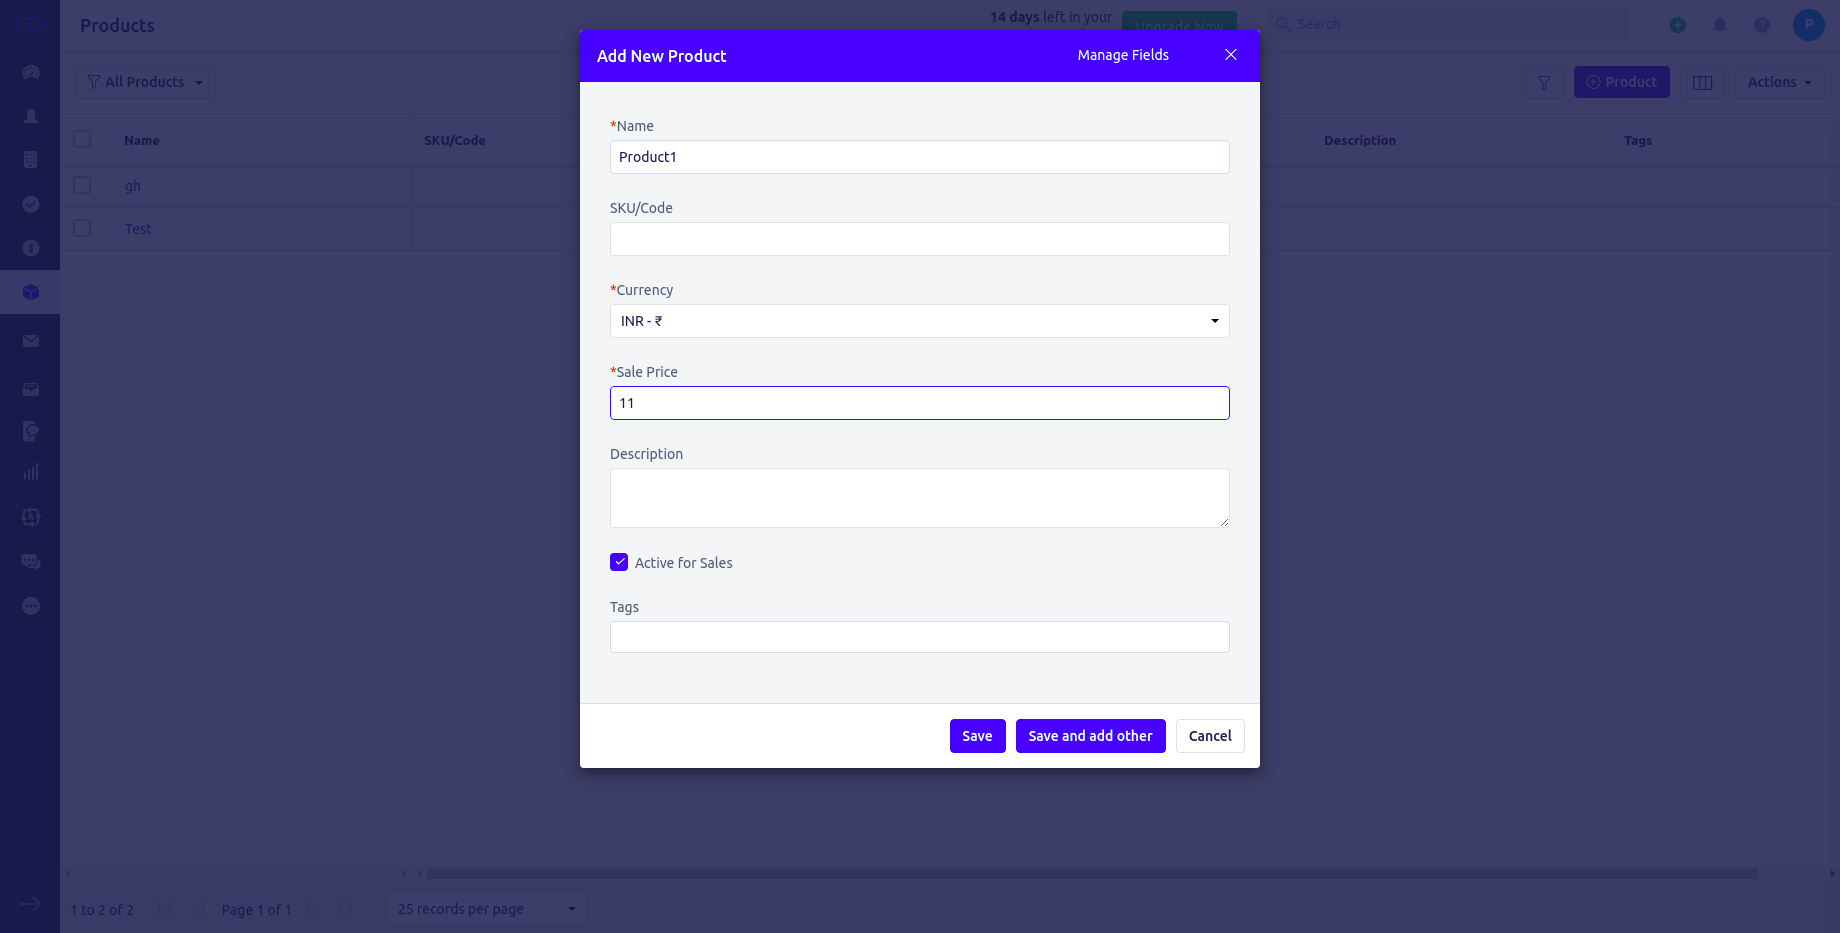 Products
14 days left in your
Upgrade Now
Search
P
Add New Product
Manage Fields
All Products
Product
Actions
Name
SKU/Code
Description
Tags
gh
Test
*Name
Product1
SKU/Code
*Currency
INR - ₹
*Sale Price
11
Description
Active for Sales
Tags
Save
Save and add other
Cancel
1 to 2 of 2
Page 1 of 1
25 records per page